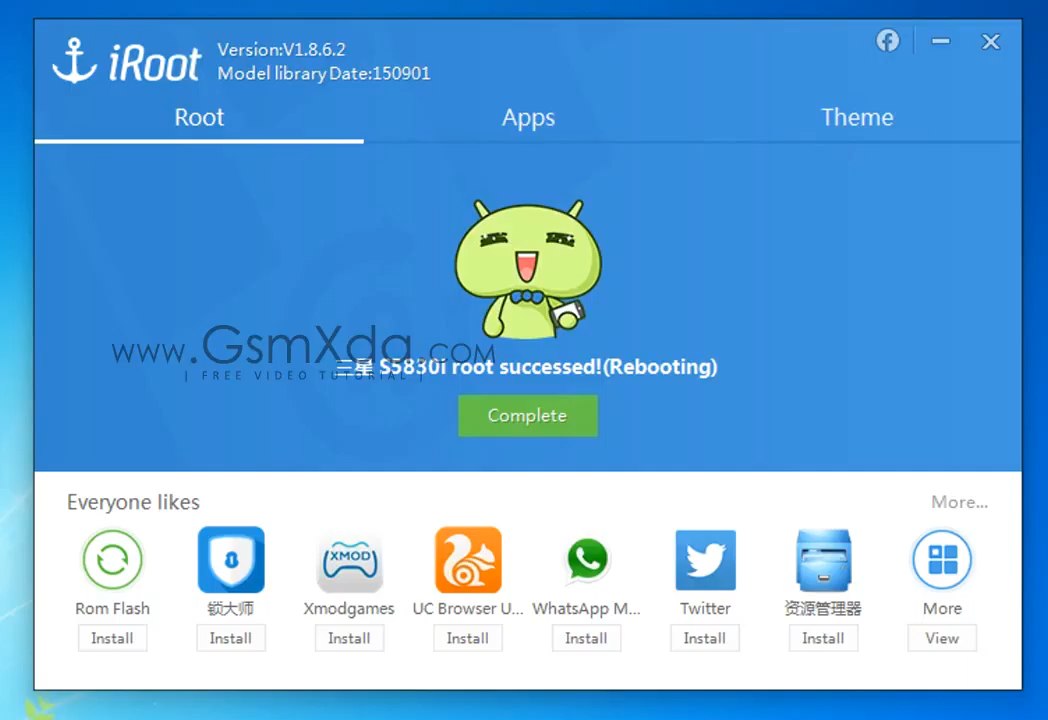 iRoot
Version:V1.8.6.2
Model library Date:150901
Root
Apps
Theme
www.GsmXda.com
| FREE VIDEO TUTORIAL |
三星 S5830i root successed!(Rebooting)
Complete
Everyone likes
More...
XMOD
Rom Flash
锁大师
Xmodgames
UC Browser U...
WhatsApp M...
Twitter
资源管理器
More
Install
Install
Install
Install
Install
Install
Install
View